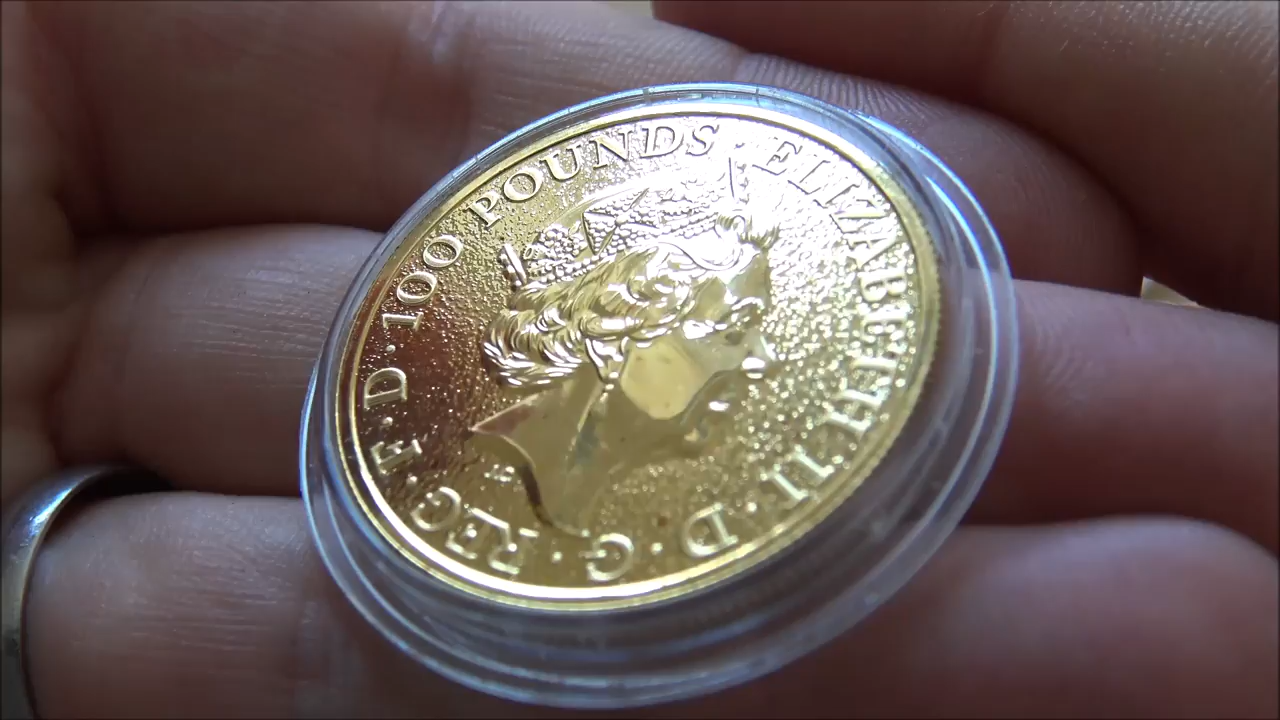 ELIZABETH II · D · G · REG · F · D · 100 POUNDS ·